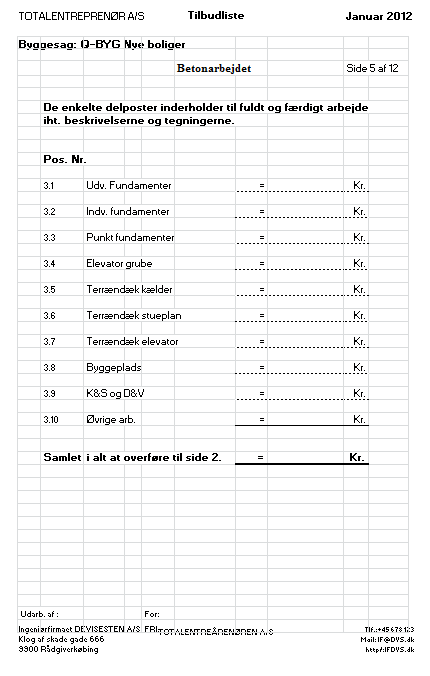 TOTALENTREPRENØR A/S Tilbudliste Januar 2012
Byggesag: Q-BYG Nye boliger
Betonarbejdet Side 5 af 12
De enkelte delposter inderholder til fuldt og færdigt arbejde
iht. beskrivelserne og tegningerne.
Pos. Nr.
3.1 Udv. Fundamenter = Kr.
3.2 Indv. fundamenter = Kr.
3.3 Punkt fundamenter = Kr.
3.4 Elevator grube = Kr.
3.5 Terrændæk kælder = Kr.
3.6 Terrændæk stueplan = Kr.
3.7 Terrændæk elevator = Kr.
3.8 Byggeplads = Kr.
3.9 K&S og D&V = Kr.
3.10 Øvrige arb. = Kr.
Samlet i alt at overføre til side 2. = Kr.
Udarb. af : For:
Ingeniørfirmaet DEVISESTEN A/S FRI TOTALENTREÅRENØREN A/S Tlf.:+45 678 123
Klog af skade gade 666 Mail: IF@DVS.dk
9900 Rådgiverkøbing http:IFDVS.dk